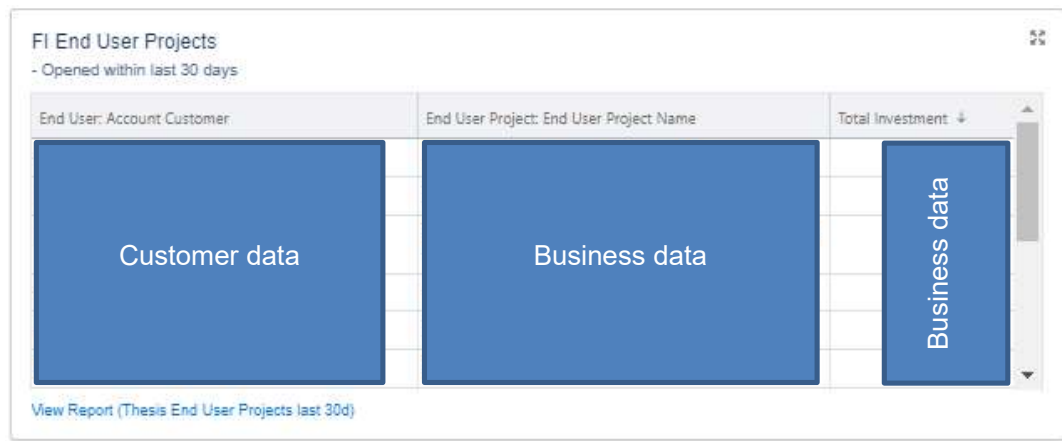 FI End User Projects
- Opened within last 30 days
End User: Account Customer
End User Project: End User Project Name
Total Investment ↓
Customer data
Business data
Business data
View Report (Thesis End User Projects last 30d)